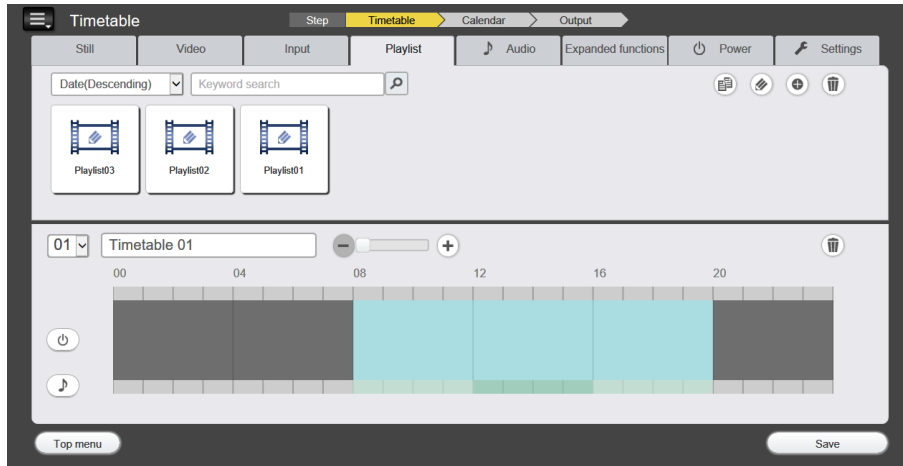 Timetable
Step Timetable Calendar Output
Still Video Input Playlist Audio Expanded functions Power Settings
Date(Descending) Keyword search
Playlist03 Playlist02 Playlist01
01 Timetable 01
00 04 08 12 16 20
Top menu Save